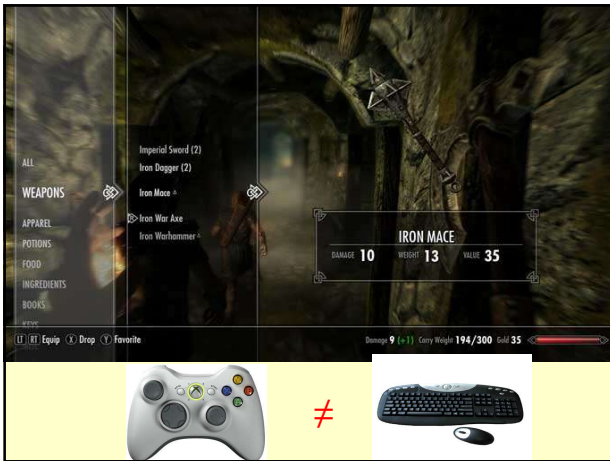 ALL
WEAPONS
APPAREL
POTIONS
FOOD
INGREDIENTS
BOOKS
KEYS
Imperial Sword (2)
Iron Dagger (2)
Iron Mace
R Iron War Axe
Iron Warhammer
IRON MACE
DAMAGE 10 WEIGHT 13 VALUE 35
LT RT Equip X Drop Y Favorite
Damage 9 (+1) Carry Weight 194/300 Gold 35
≠